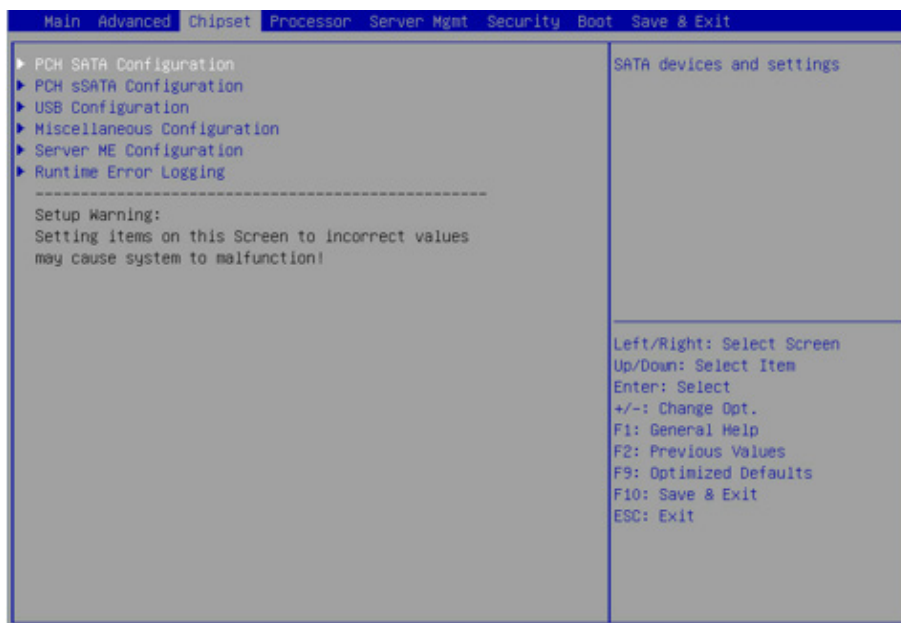 Main Advanced Chipset Processor Server Mgmt Security Boot Save & Exit
PCH SATA Configuration
PCH sSATA Configuration
USB Configuration
Miscellaneous Configuration
Server ME Configuration
Runtime Error Logging
--------------------------------------------------
Setup Warning:
Setting items on this Screen to incorrect values
may cause system to malfunction!
SATA devices and settings
Left/Right: Select Screen
Up/Down: Select Item
Enter: Select
+/-: Change Opt.
F1: General Help
F2: Previous Values
F9: Optimized Defaults
F10: Save & Exit
ESC: Exit